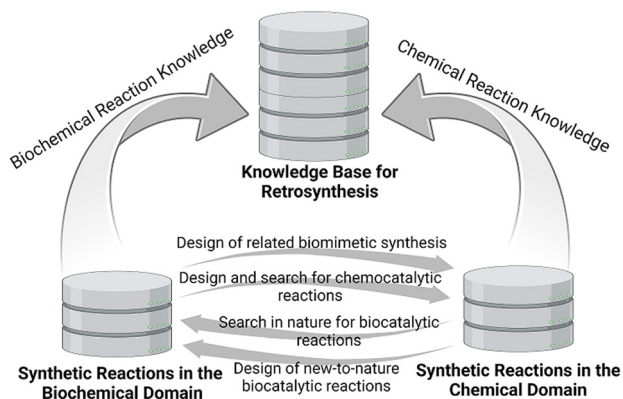 Biochemical Reaction Knowledge
Chemical Reaction Knowledge
Knowledge Base for
Retrosynthesis
Design of related biomimetic synthesis
Design and search for chemocatalytic
reactions
Search in nature for biocatalytic
reactions
Design of new-to-nature
biocatalytic reactions
Synthetic Reactions in the
Biochemical Domain
Synthetic Reactions in the
Chemical Domain